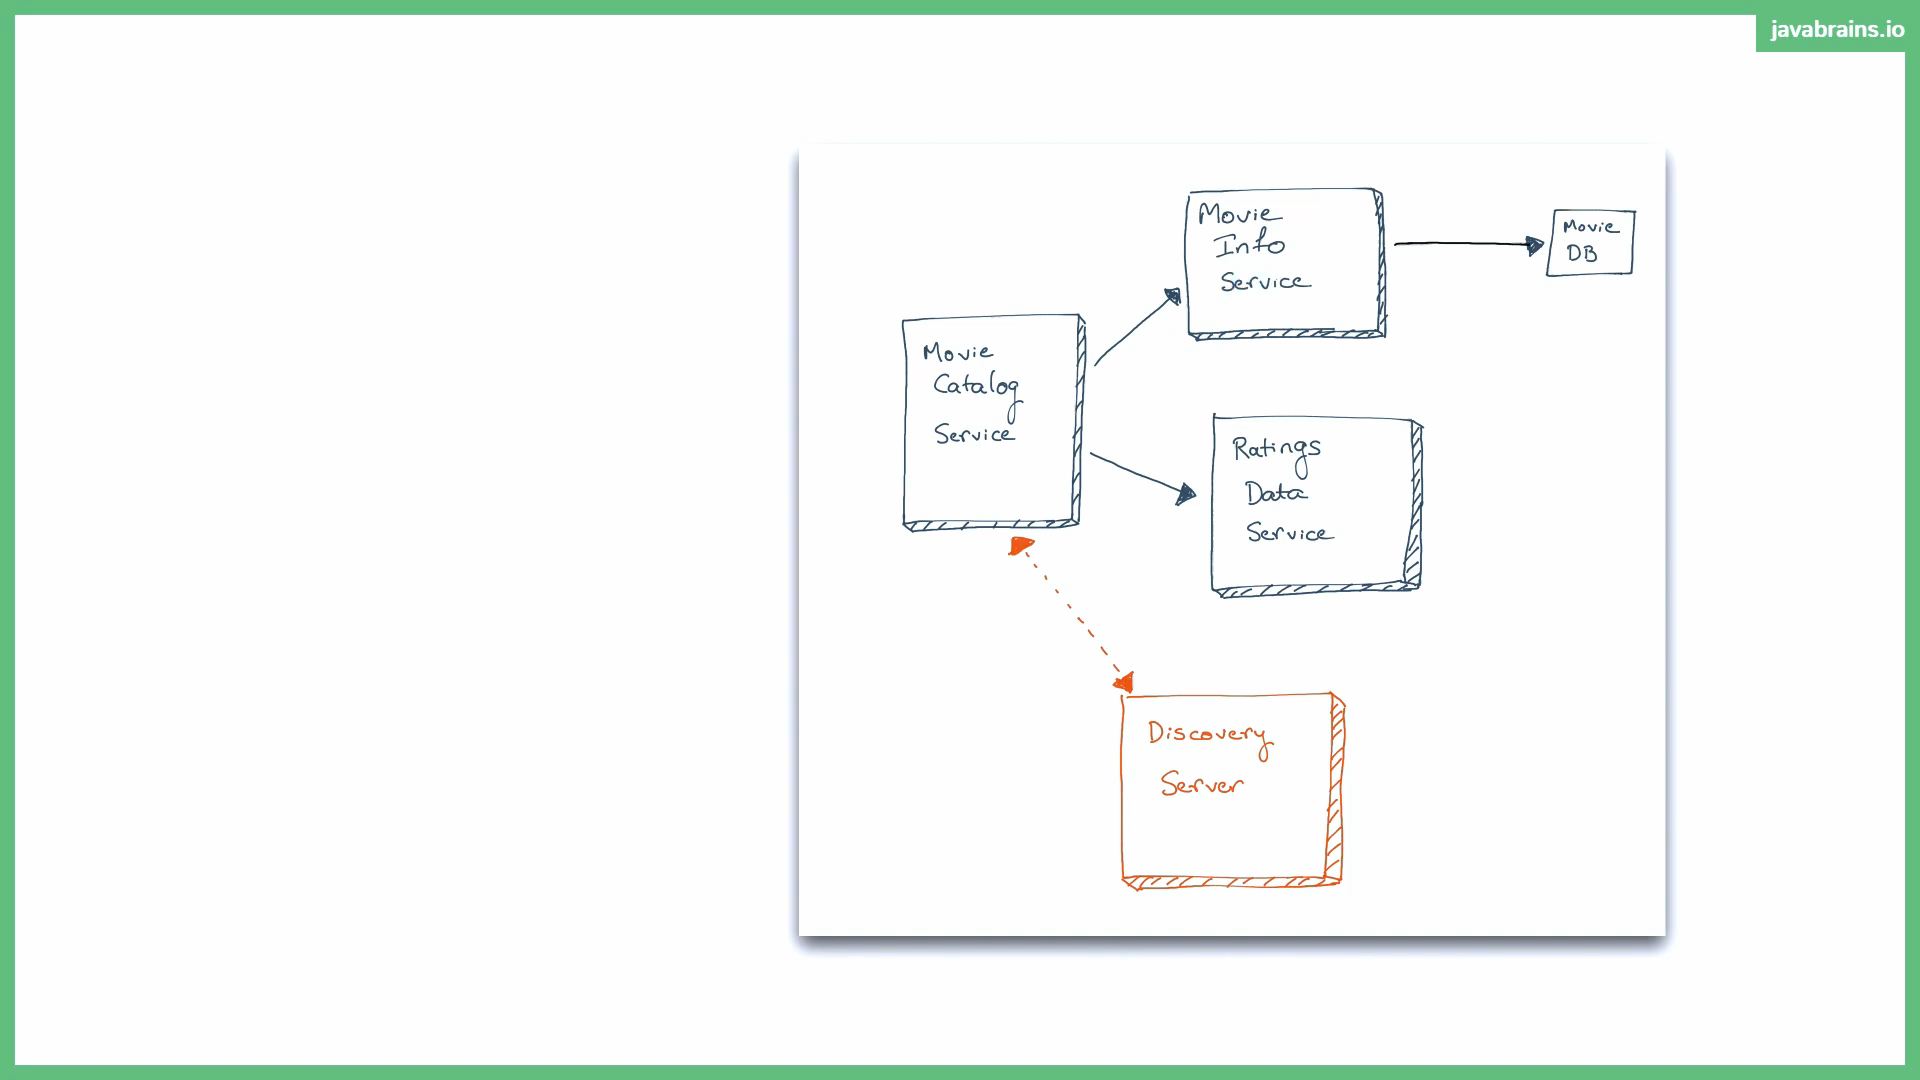 javabrains.io
Movie
Info
Service
Movie
DB
Movie
Catalog
Service
Ratings
Data
Service
Discovery
Server